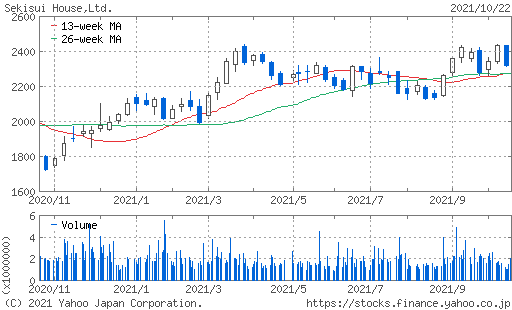 Sekisui House,Ltd. 2021/10/22
2600
13-week MA
26-week MA
2400
2200
2000
1800
1600
2020/11 2021/1 2021/3 2021/5 2021/7 2021/9
6
Volume
4
2
0
(x1000000)
2020/11 2021/1 2021/3 2021/5 2021/7 2021/9
(C) 2021 Yahoo Japan Corporation. https://stocks.finance.yahoo.co.jp/